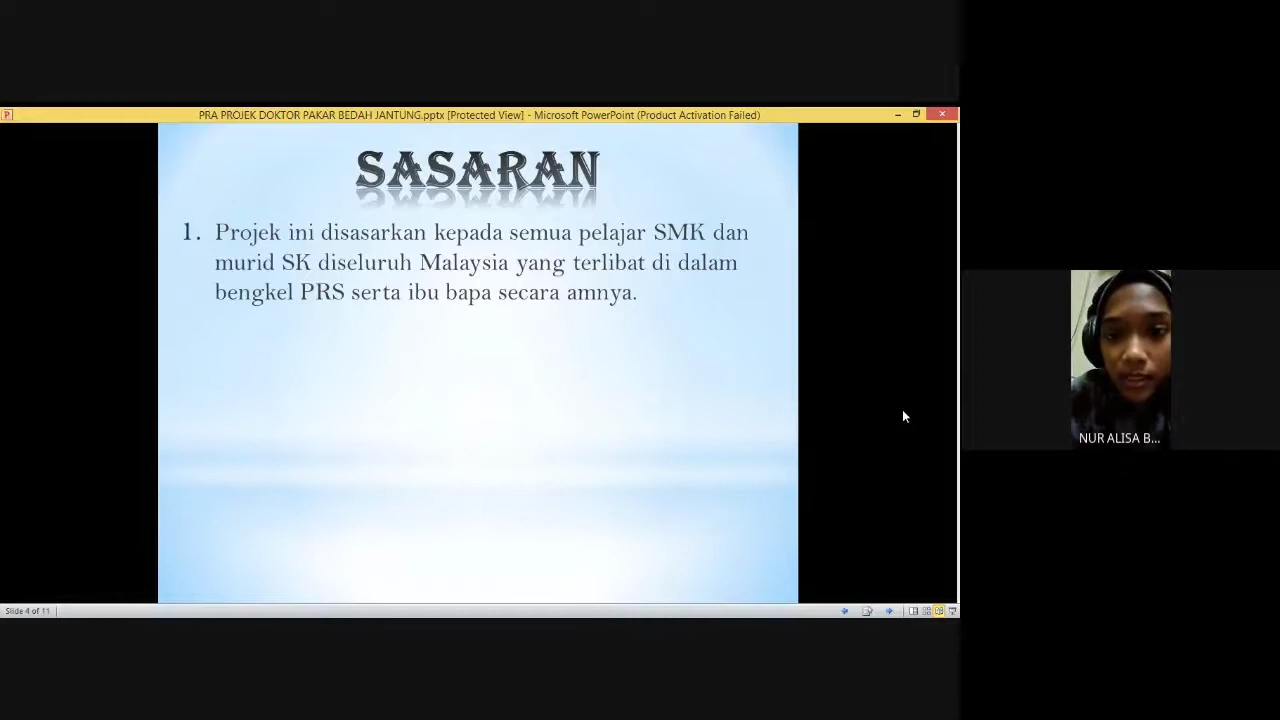 PRA PROJEK DOKTOR PAKAR BEDAH JANTUNG.pptx [Protected View] - Microsoft PowerPoint (Product Activation Failed)
SASARAN
1. Projek ini disasarkan kepada semua pelajar SMK dan
murid SK diseluruh Malaysia yang terlibat di dalam
bengkel PRS serta ibu bapa secara amnya.
NUR ALISA B...
Slide 4 of 11